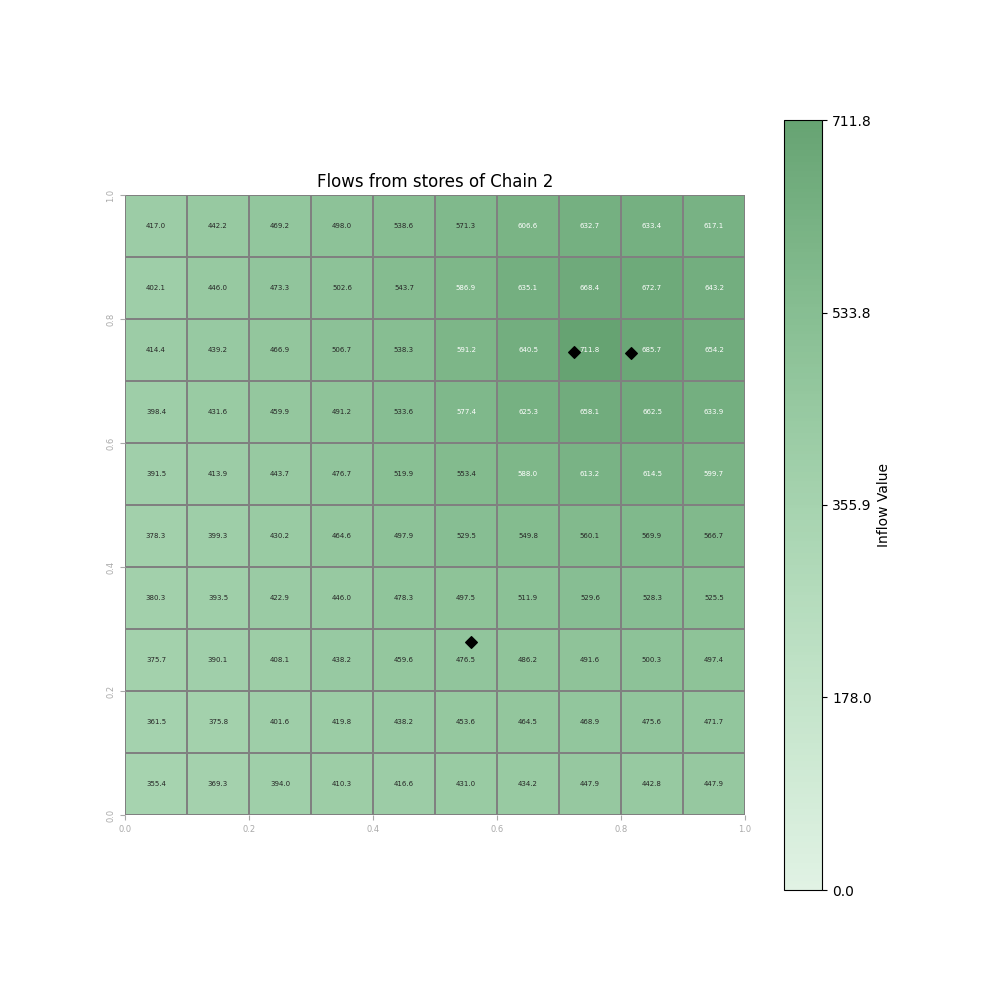 Flows from stores of Chain 2
711.8
533.8
355.9
178.0
0.0
Inflow Value
1.0
0.8
0.6
0.4
0.2
0.0
417.0 442.2 469.2 498.0 538.6 571.3 606.6 632.7 633.4 617.1
402.1 446.0 473.3 502.6 543.7 586.9 635.1 668.4 672.7 643.2
414.4 439.2 466.9 506.7 538.3 591.2 640.5 711.8 685.7 654.2
398.4 431.6 459.9 491.2 533.6 577.4 625.3 658.1 662.5 633.9
391.5 413.9 443.7 476.7 519.9 553.4 588.0 613.2 614.5 599.7
378.3 399.3 430.2 464.6 497.9 529.5 549.8 560.1 569.9 566.7
380.3 393.5 422.9 446.0 478.3 497.5 511.9 529.6 528.3 525.5
375.7 390.1 408.1 438.2 459.6 476.5 486.2 491.6 500.3 497.4
361.5 375.8 401.6 419.8 438.2 453.6 464.5 468.9 475.6 471.7
355.4 369.3 394.0 410.3 416.6 431.0 434.2 447.9 442.8 447.9
0.0 0.2 0.4 0.6 0.8 1.0